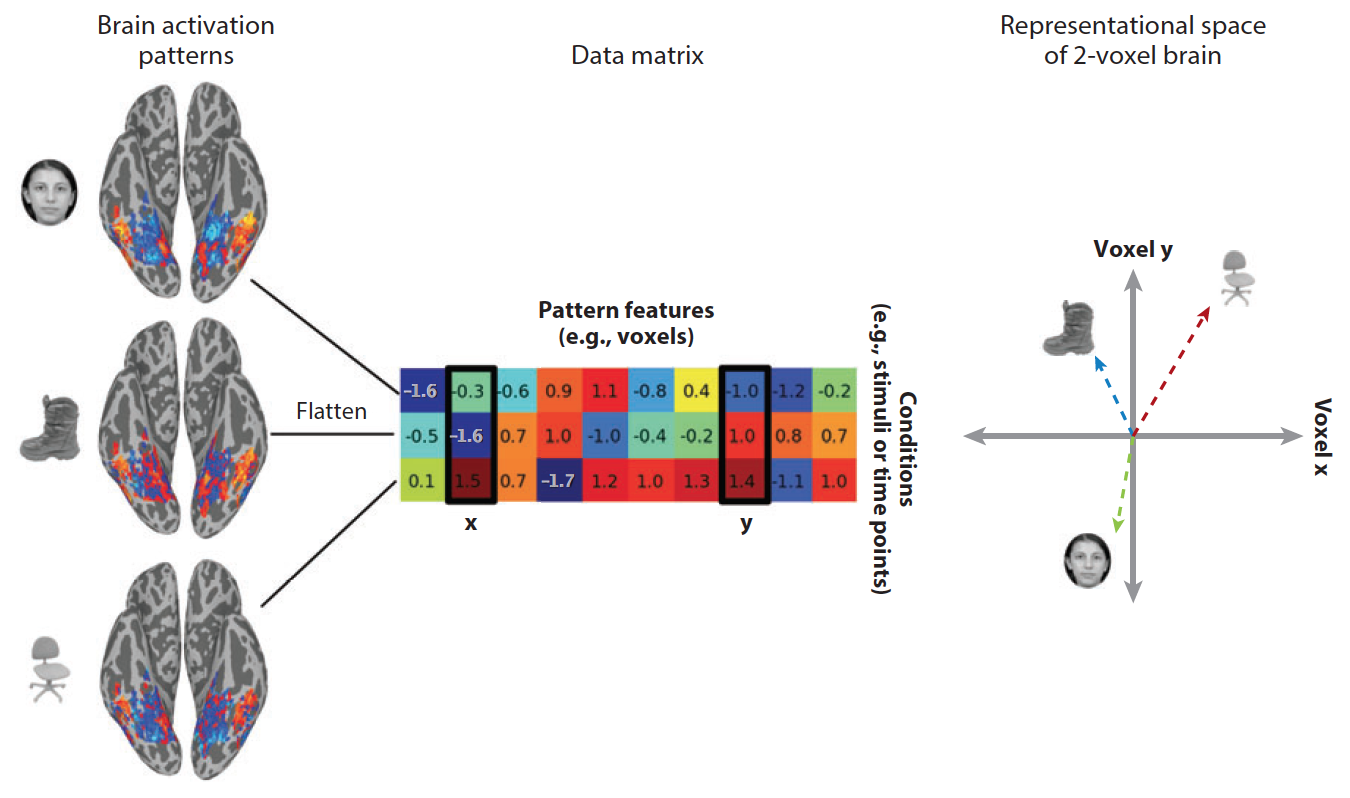 Brain activation
patterns
Data matrix
Representational space
of 2-voxel brain
Flatten
Pattern features
(e.g., voxels)
–1.6 -0.3 -0.6 0.9 1.1 -0.8 0.4 -1.0 -1.2 -0.2
-0.5 –1.6 0.7 1.0 -1.0 -0.4 -0.2 1.0 0.8 0.7
0.1 1.5 0.7 –1.7 1.2 1.0 1.3 1.4 -1.1 1.0
x y
Conditions
(e.g., stimuli or time points)
Voxel y
Voxel x